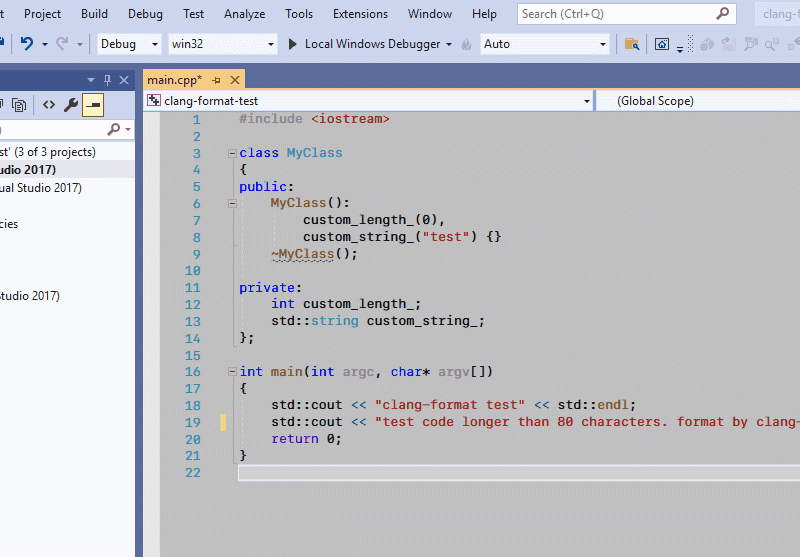 t Project Build Debug Test Analyze Tools Extensions Window Help Search (Ctrl+Q) clang-f
Debug win32 Local Windows Debugger Auto
main.cpp*
clang-format-test (Global Scope)
)
st' (3 of 3 projects)
udio 2017)
ual Studio 2017)
cies
Studio 2017)
1 #include <iostream>
2
3 class MyClass
4 {
5 public:
6 MyClass():
7 custom_length_(0),
8 custom_string_("test") {}
9 ~MyClass();
10
11 private:
12 int custom_length_;
13 std::string custom_string_;
14 };
15
16 int main(int argc, char* argv[])
17 {
18 std::cout << "clang-format test" << std::endl;
19 std::cout << "test code longer than 80 characters. format by clang-
20 return 0;
21 }
22